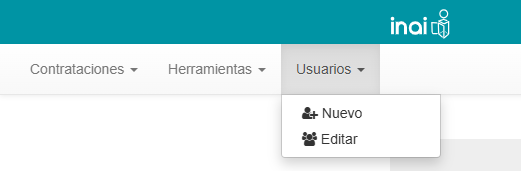 inai
Contrataciones Herramientas Usuarios
Nuevo
Editar